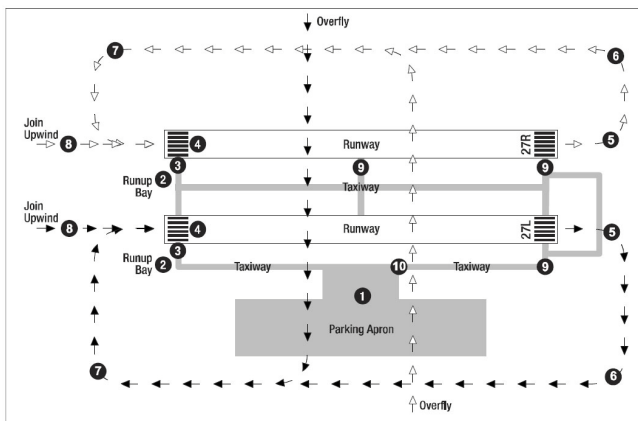 Overfly
7
6
Join
Upwind
8
4
Runway
27R
5
3
9
9
2
Runup
Bay
Taxiway
Join
Upwind
8
4
Runway
27L
5
3
Runup
Bay
2
Taxiway
10
Taxiway
9
1
Parking Apron
7
6
Overfly